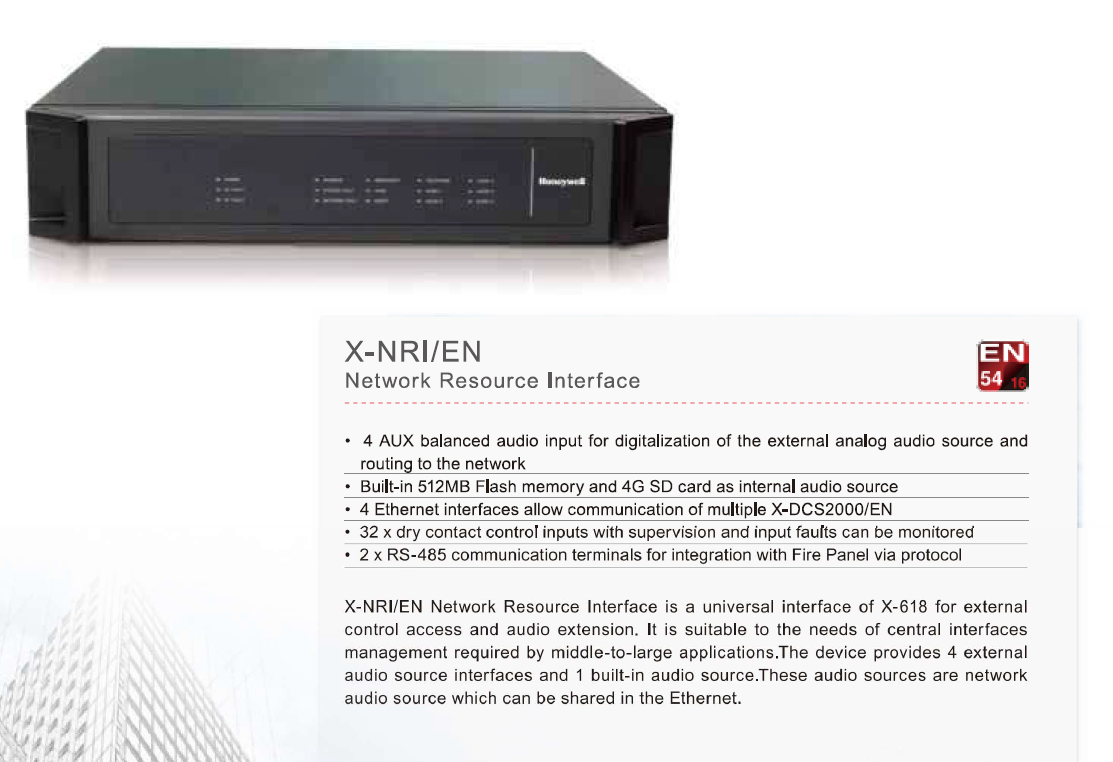 Honeywell
X-NRI/EN
Network Resource Interface
EN
54 16
• 4 AUX balanced audio input for digitalization of the external analog audio source and
routing to the network
• Built-in 512MB Flash memory and 4G SD card as internal audio source
• 4 Ethernet interfaces allow communication of multiple X-DCS2000/EN
• 32 x dry contact control inputs with supervision and input faults can be monitored
• 2 x RS-485 communication terminals for integration with Fire Panel via protocol
X-NRI/EN Network Resource Interface is a universal interface of X-618 for external
control access and audio extension. It is suitable to the needs of central interfaces
management required by middle-to-large applications.The device provides 4 external
audio source interfaces and 1 built-in audio source.These audio sources are network
audio source which can be shared in the Ethernet.